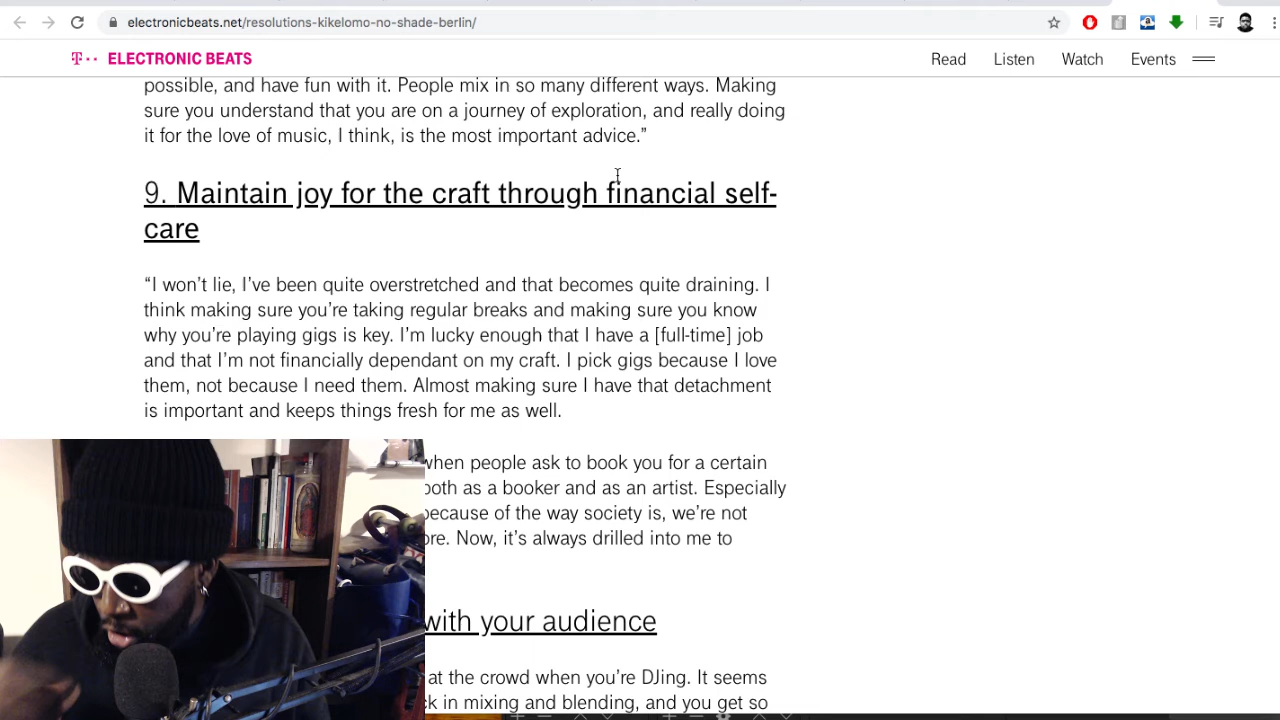 electronicbeats.net/resolutions-kikelomo-no-shade-berlin/
T ELECTRONIC BEATS
Read Listen Watch Events
possible, and have fun with it. People mix in so many different ways. Making
sure you understand that you are on a journey of exploration, and really doing
it for the love of music, I think, is the most important advice.”
9. Maintain joy for the craft through financial self-
care
“I won’t lie, I’ve been quite overstretched and that becomes quite draining. I
think making sure you’re taking regular breaks and making sure you know
why you’re playing gigs is key. I’m lucky enough that I have a [full-time] job
and that I’m not financially dependant on my craft. I pick gigs because I love
them, not because I need them. Almost making sure I have that detachment
is important and keeps things fresh for me as well.
when people ask to book you for a certain
both as a booker and as an artist. Especially
because of the way society is, we’re not
Now, it’s always drilled into me to
with your audience
at the crowd when you’re DJing. It seems
in mixing and blending, and you get so